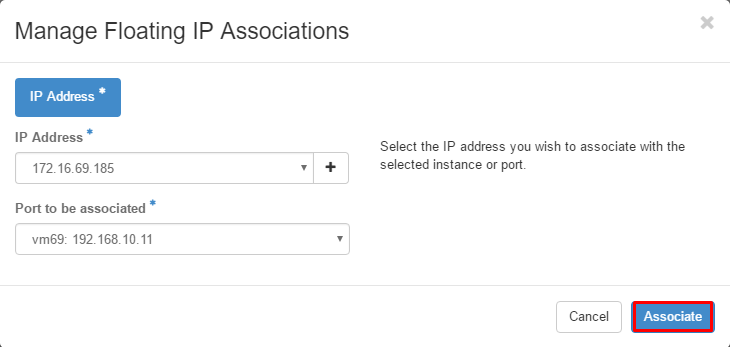 Manage Floating IP Associations
×
IP Address *
IP Address *
172.16.69.185
+
Select the IP address you wish to associate with the
selected instance or port.
Port to be associated *
vm69: 192.168.10.11
Cancel
Associate